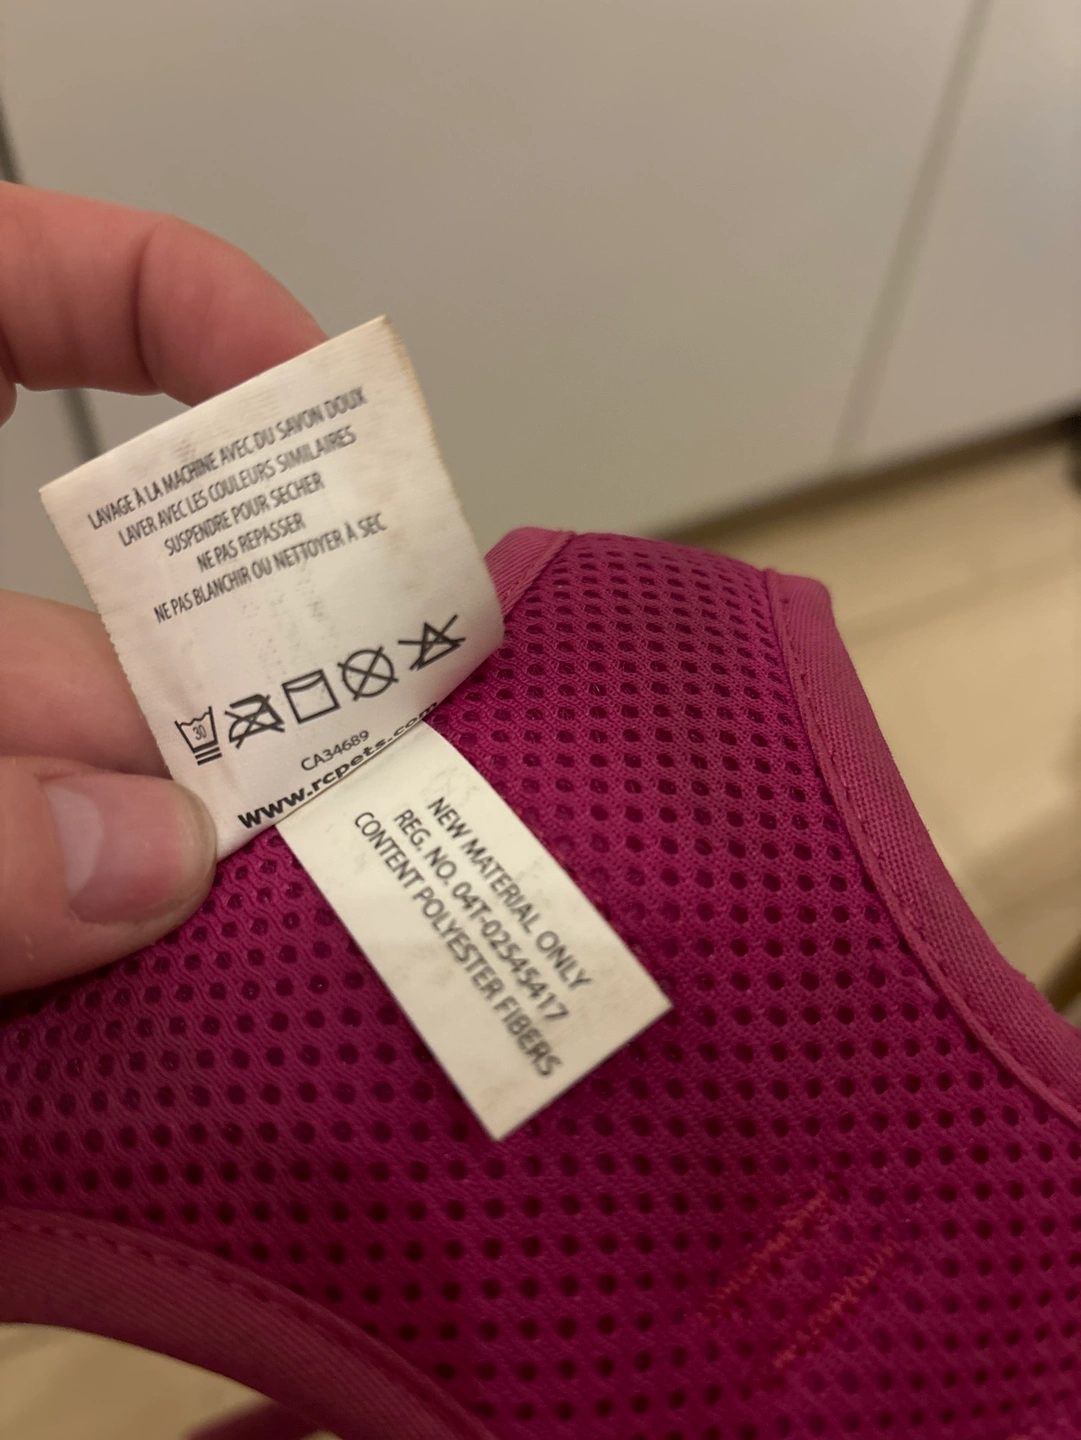 LAVAGE À LA MACHINE AVEC DU SAVON DOUX
LAVER AVEC LES COULEURS SIMILAIRES
SUSPENDRE POUR SECHER
NE PAS REPASSER
NE PAS BLANCHIR OU NETTOYER À SEC
30
CA34689
www.rcpets.com
NEW MATERIAL ONLY
REG. NO. 04T-02545417
CONTENT POLYESTER FIBERS